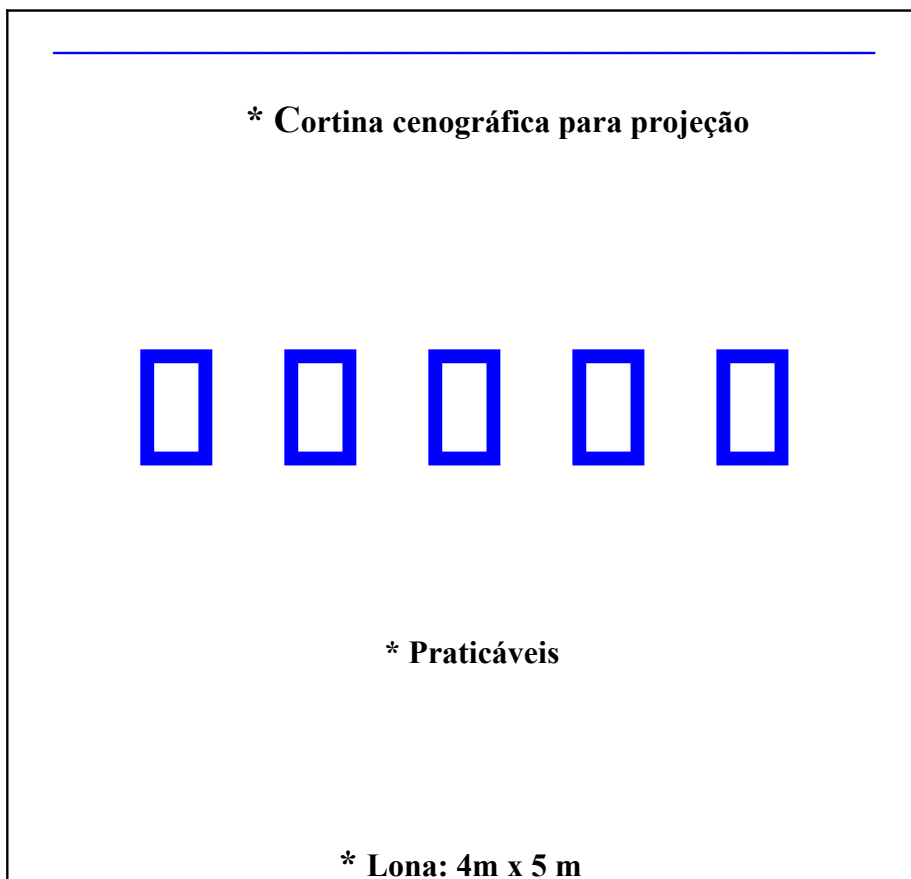 * Cortina cenográfica para projeção
* Praticáveis
* Lona: 4m x 5 m